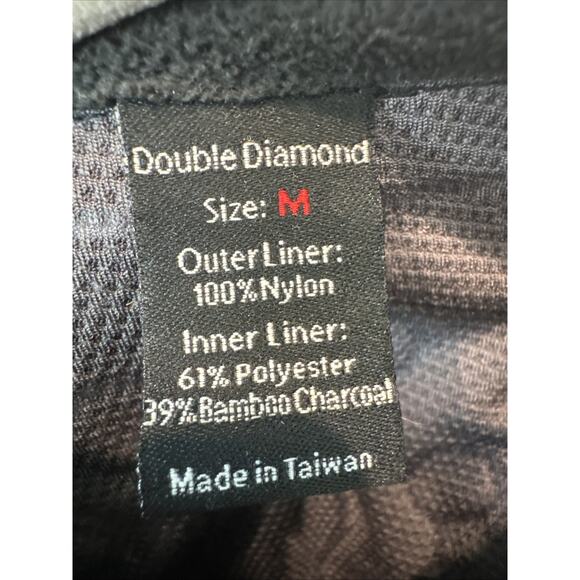 Double Diamond
Size: M
Outer Liner:
100% Nylon
Inner Liner:
61% Polyester
39% Bamboo Charcoal
Made in Taiwan